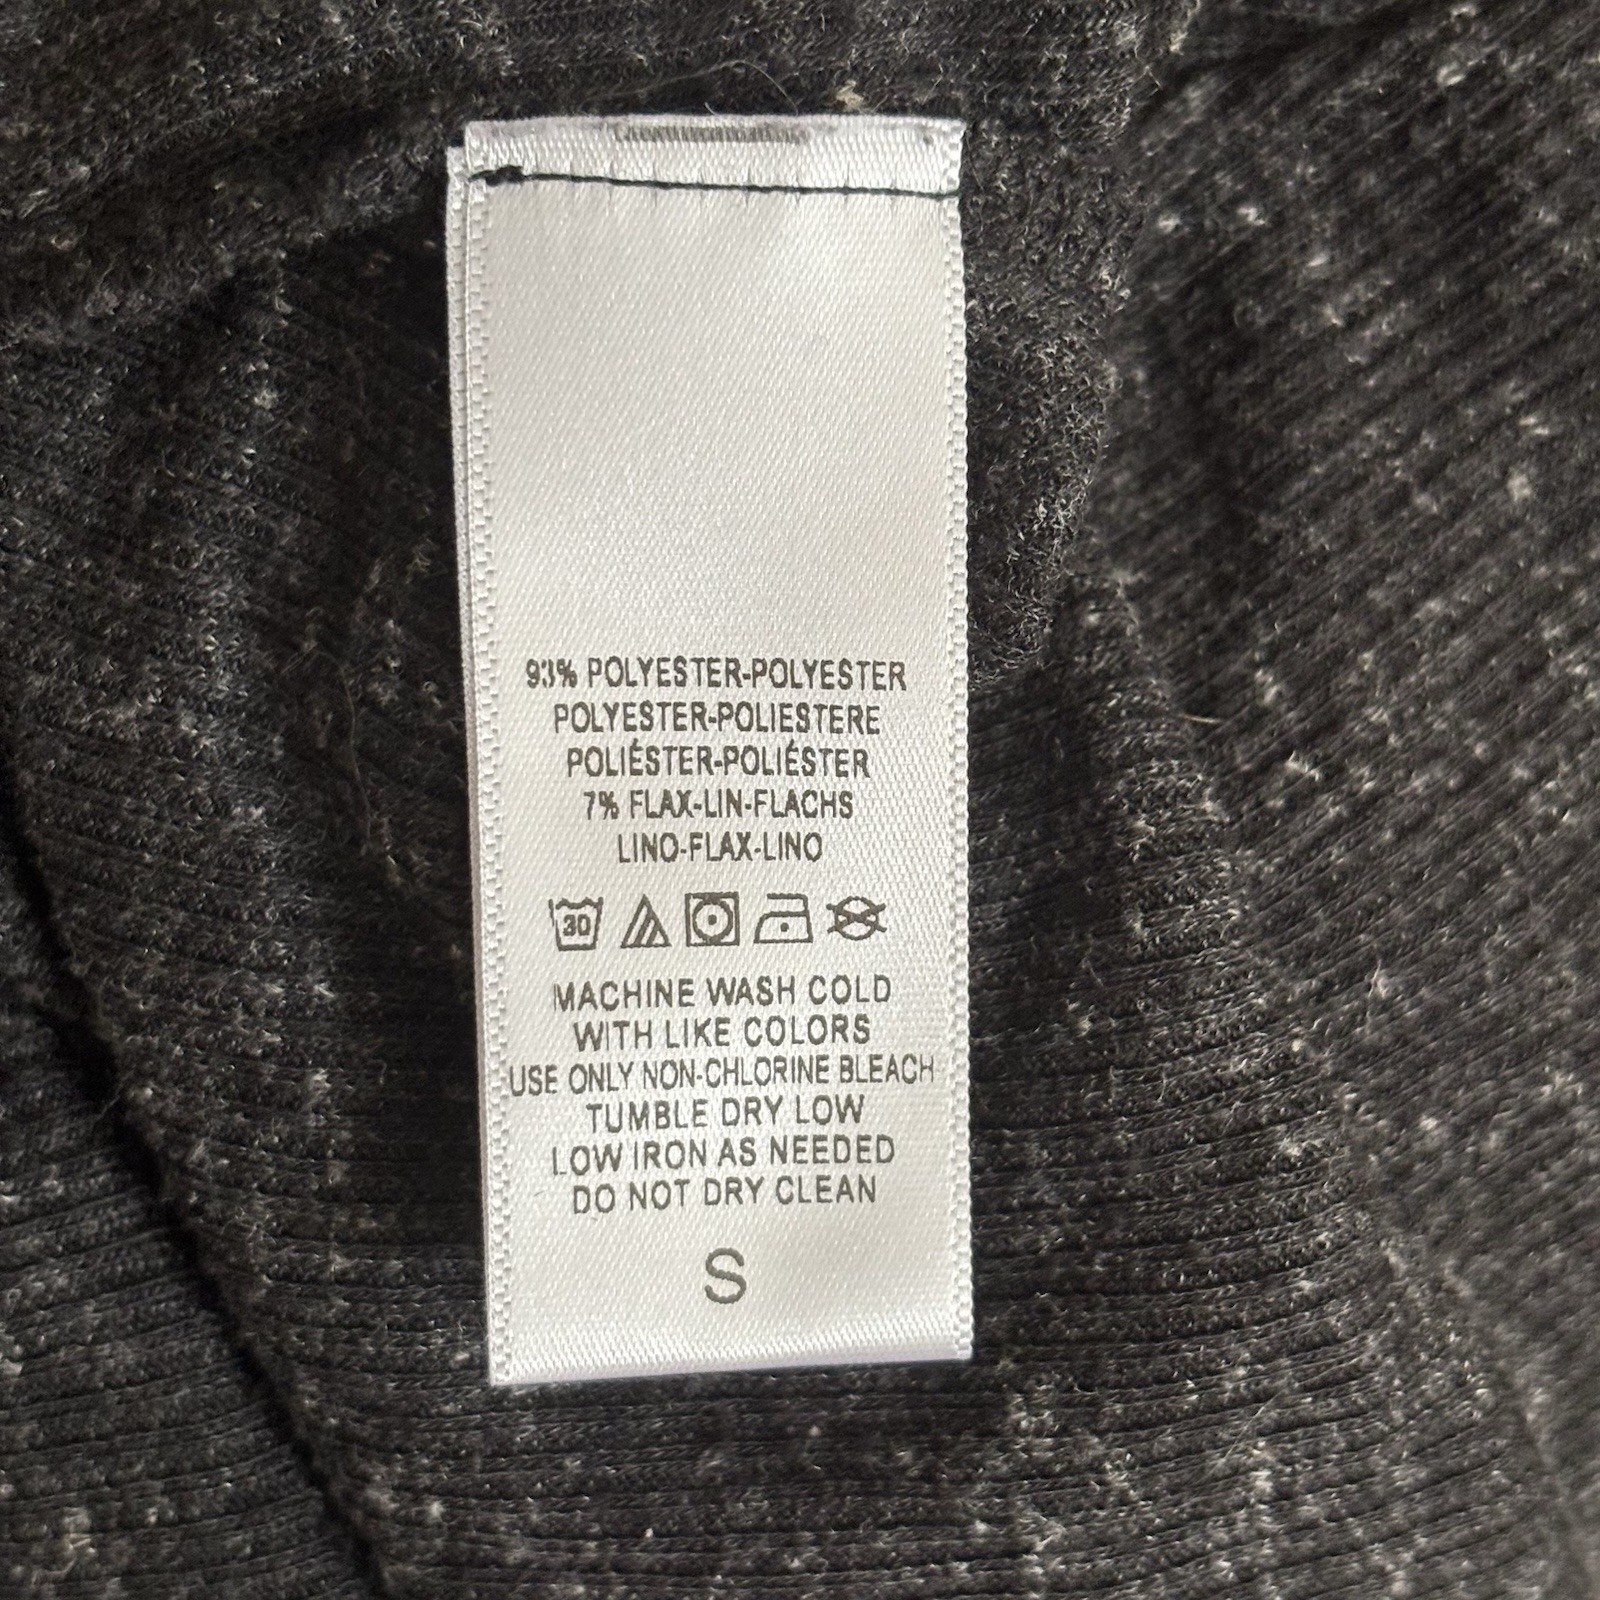 93% POLYESTER-POLYESTER
POLYESTER-POLIESTERE
POLIÉSTER-POLIÉSTER
7% FLAX-LIN-FLACHS
LINO-FLAX-LINO
30
MACHINE WASH COLD
WITH LIKE COLORS
USE ONLY NON-CHLORINE BLEACH
TUMBLE DRY LOW
LOW IRON AS NEEDED
DO NOT DRY CLEAN
S